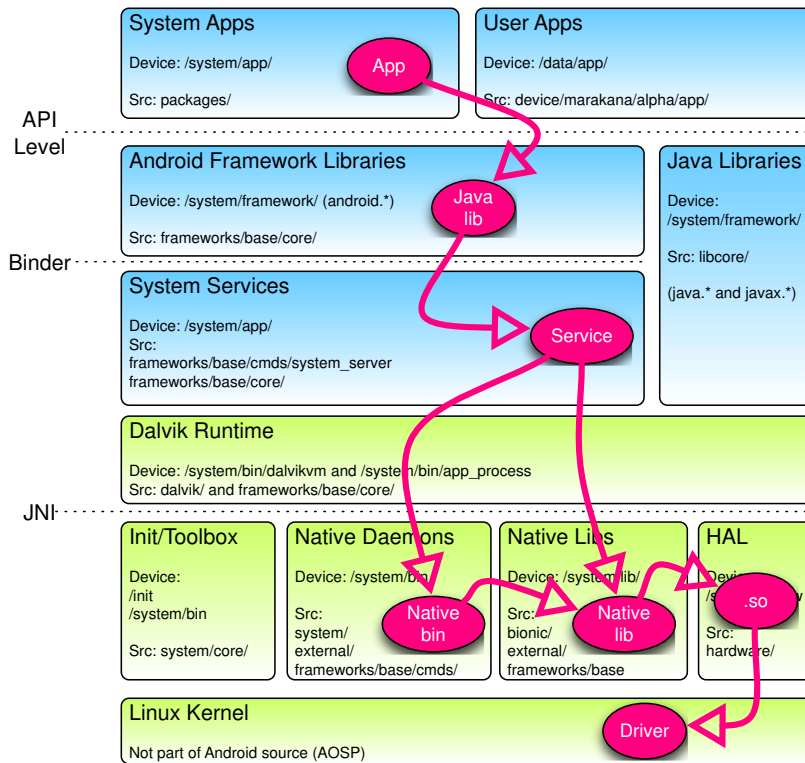 System Apps
Device: /system/app/
Src: packages/
App
User Apps
Device: /data/app/
Src: device/marakana/alpha/app/
API
Level
Android Framework Libraries
Device: /system/framework/ (android.*)
Src: frameworks/base/core/
Java
lib
Java Libraries
Device:
/system/framework/
Src: libcore/
(java.* and javax.*)
Binder
System Services
Device: /system/app/
Src:
frameworks/base/cmds/system_server
frameworks/base/core/
Service
Dalvik Runtime
Device: /system/bin/dalvikvm and /system/bin/app_process
Src: dalvik/ and frameworks/base/core/
JNI
Init/Toolbox
Device:
/init
/system/bin
Src: system/core/
Native Daemons
Device: /system/bin/
Src:
system/
external/
frameworks/base/cmds/
Native
bin
Native Libs
Device: /system/lib/
Src:
bionic/
external/
frameworks/base
Native
lib
HAL
.so
Src:
hardware/
Linux Kernel
Not part of Android source (AOSP)
Driver